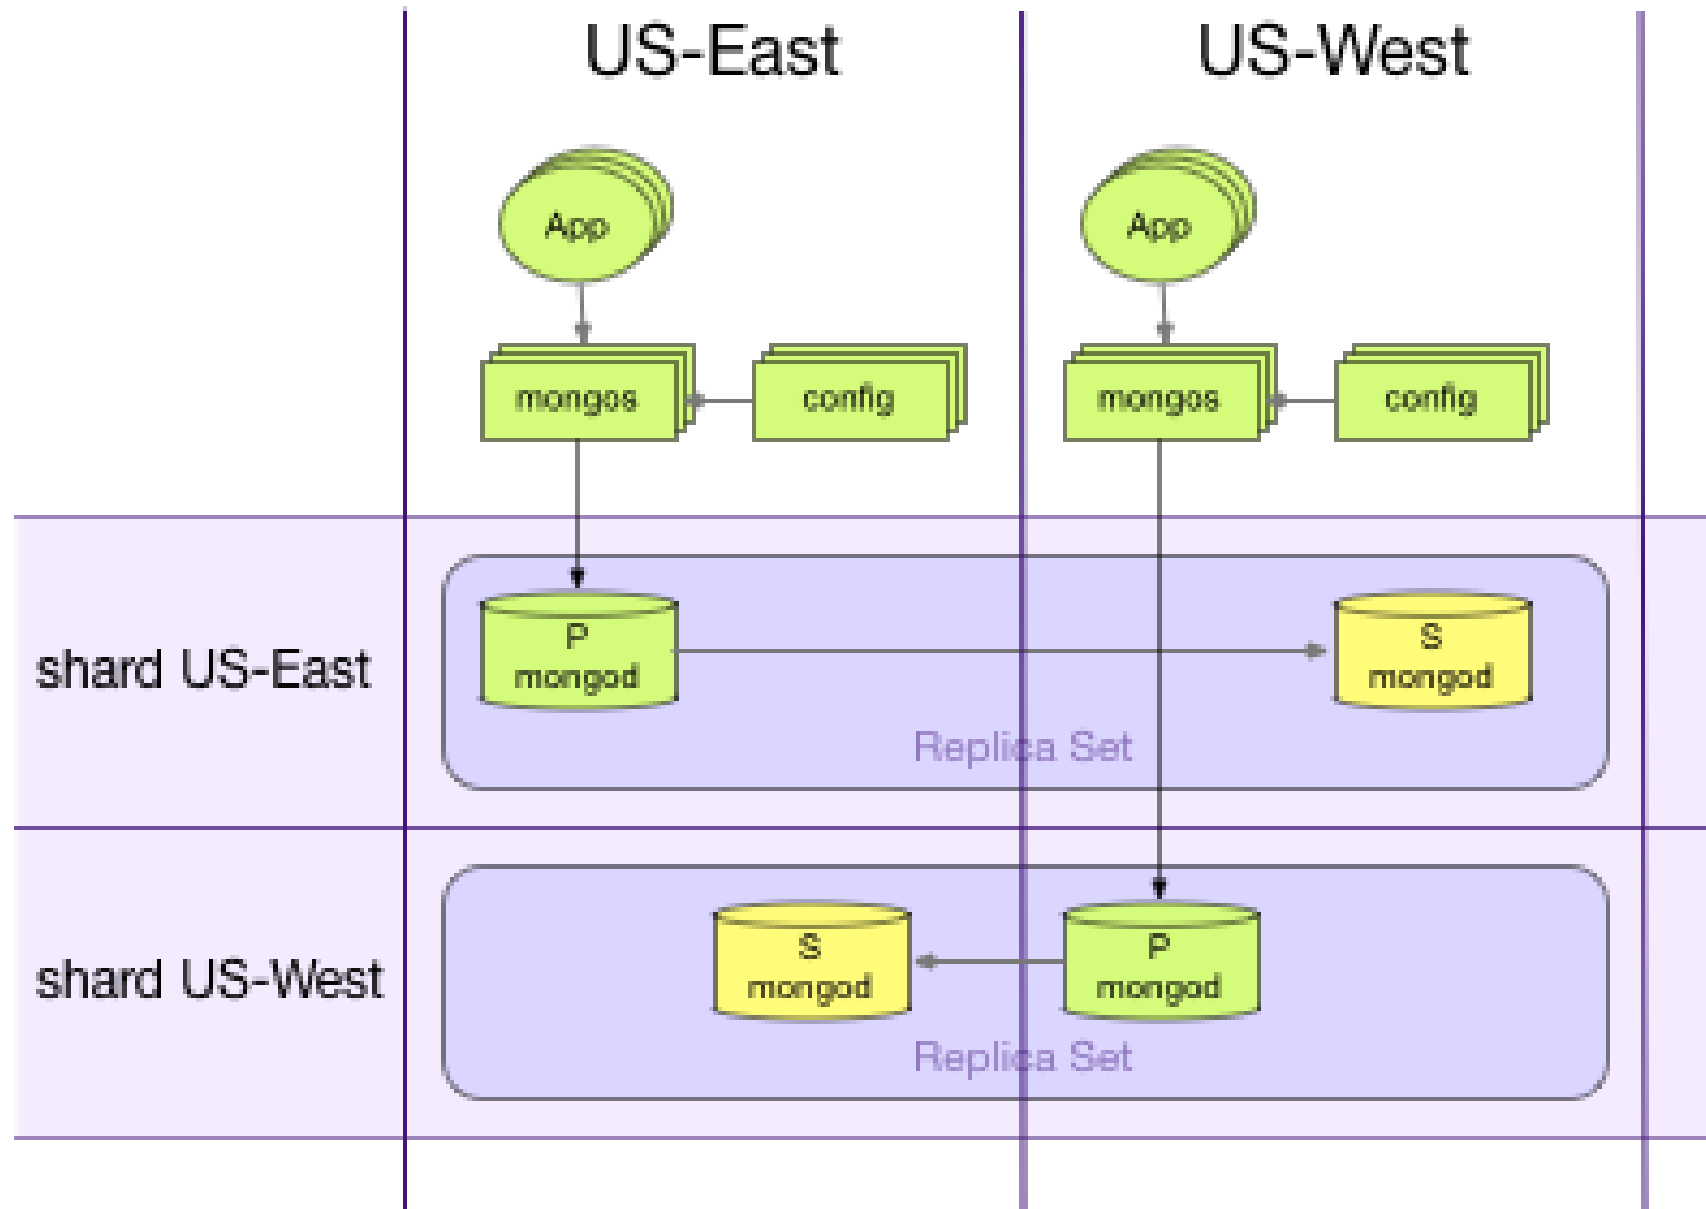 US-East
US-West
App
App
mongos
config
mongos
config
shard US-East
P
mongod
S
mongod
Replica Set
shard US-West
S
mongod
P
mongod
Replica Set